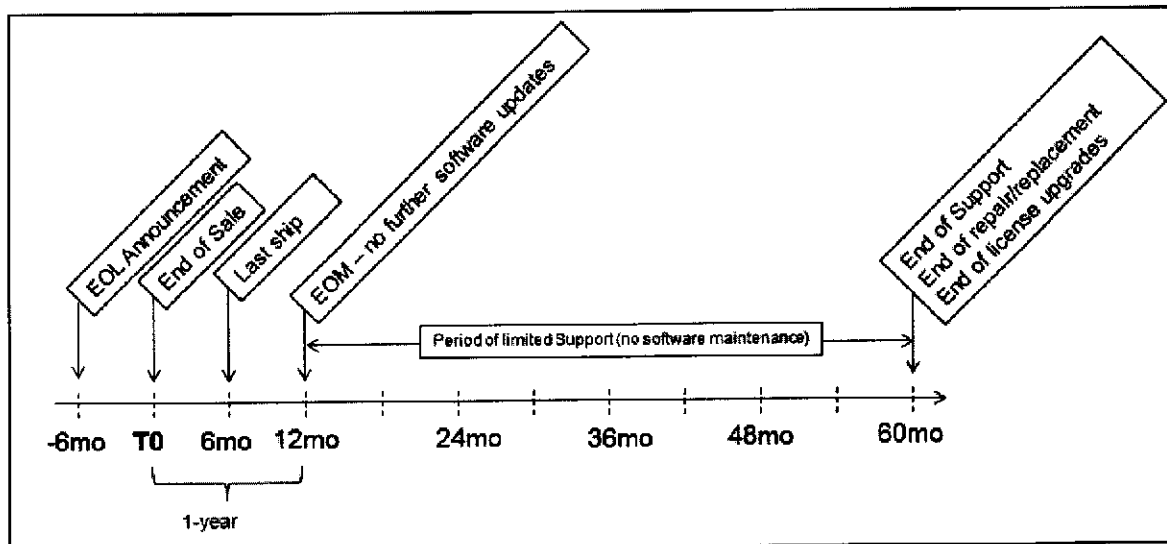 EOL Announcement
End of Sale
Last ship
EOM – no further software updates
End of Support
End of repair/replacement
End of license upgrades
Period of limited Support (no software maintenance)
-6mo T0 6mo 12mo 24mo 36mo 48mo 60mo
1-year